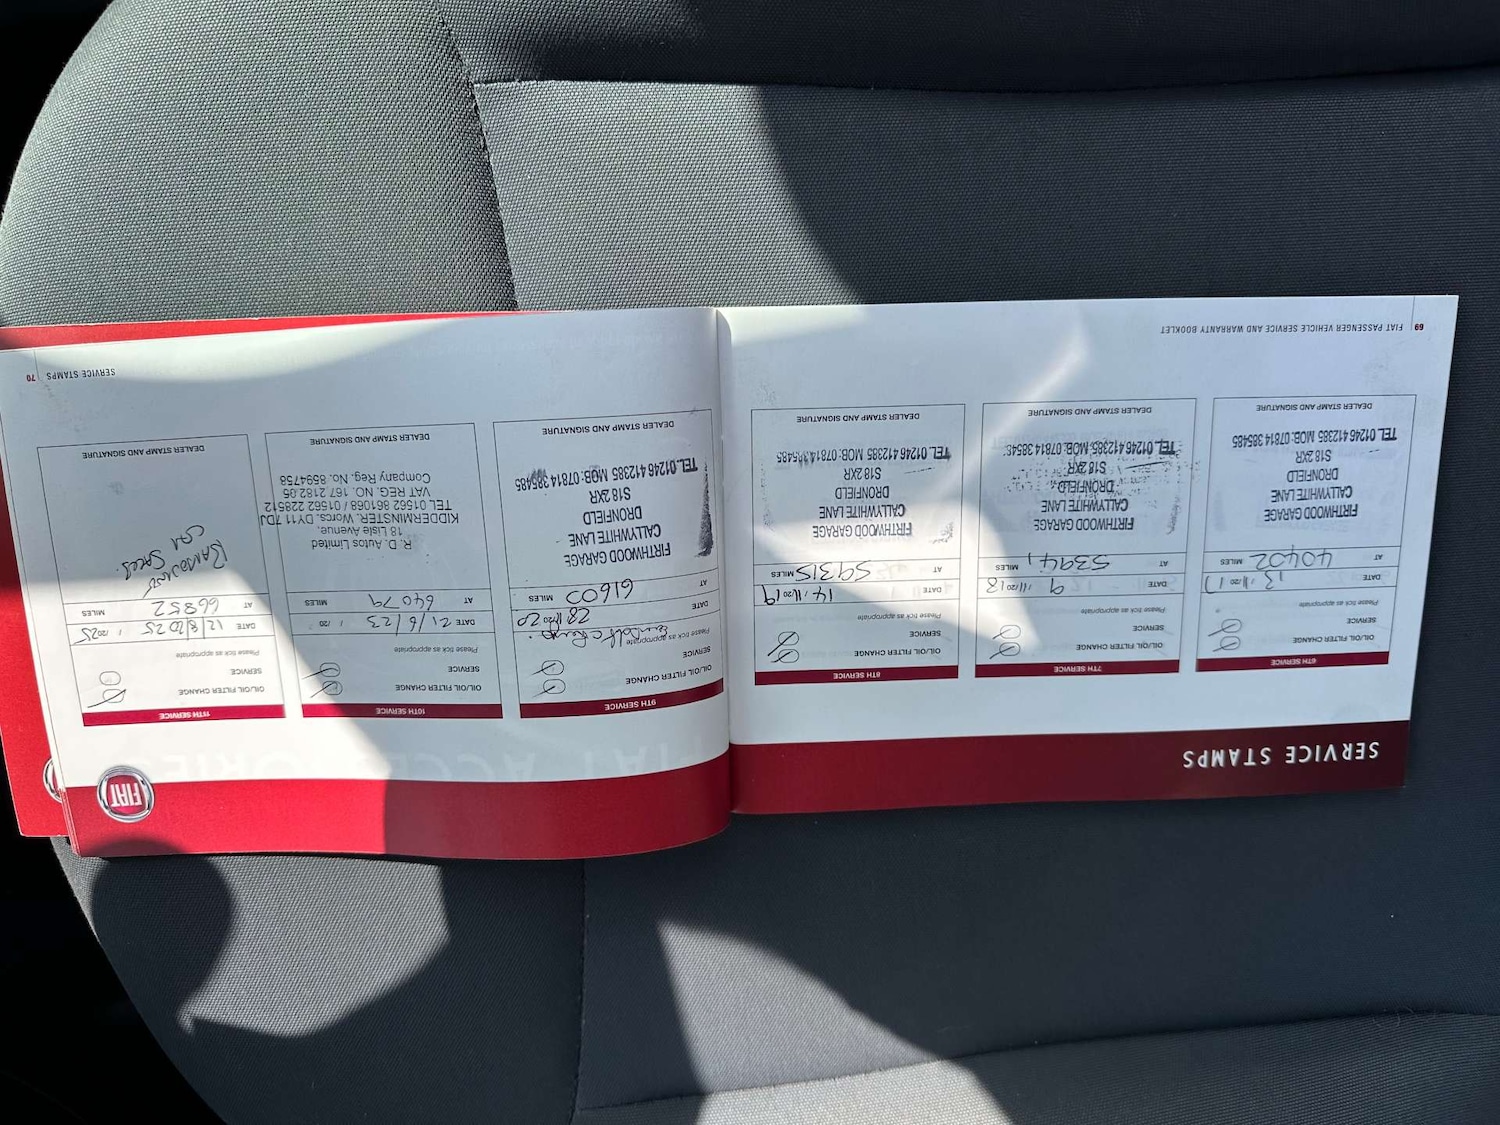 SERVICE STAMPS
6TH SERVICE
OIL/OIL FILTER CHANGE
SERVICE
Please tick as appropriate
DATE 13/11/2017
AT 40402 MILES
FIRTHWOOD GARAGE
CALLYWHITE LANE
DRONFIELD
S18 2XR
TEL. 01246 412385 MOB: 07814 385485
DEALER STAMP AND SIGNATURE
7TH SERVICE
OIL/OIL FILTER CHANGE
SERVICE
Please tick as appropriate
DATE 9/11/2018
AT 53941 MILES
FIRTHWOOD GARAGE
CALLYWHITE LANE
DRONFIELD
S18 2XR
TEL. 01246 412385 MOB: 07814 38548
DEALER STAMP AND SIGNATURE
8TH SERVICE
OIL/OIL FILTER CHANGE
SERVICE
Please tick as appropriate
DATE 14/11/2019
AT 59315 MILES
FIRTHWOOD GARAGE
CALLYWHITE LANE
DRONFIELD
S18 2XR
TEL. 01246 412385 MOB: 07814 385485
DEALER STAMP AND SIGNATURE
69 FIAT PASSENGER VEHICLE SERVICE AND WARRANTY BOOKLET
FIAT
9TH SERVICE
OIL/OIL FILTER CHANGE
SERVICE
Please tick as appropriate
DATE
AT 61600 MILES
FIRTHWOOD GARAGE
CALLYWHITE LANE
DRONFIELD
S18 2XR
TEL. 01246 412385 MOB: 07814 385485
DEALER STAMP AND SIGNATURE
10TH SERVICE
OIL/OIL FILTER CHANGE
SERVICE
Please tick as appropriate
DATE 21/6/23 / /20
AT 64079 MILES
R. D. Autos Limited
18 Lisle Avenue.
KIDDERMINSTER. Worcs. DY11 7DJ
TEL 01562 861069 / 01562 228512
VAT REG. NO. 167 2182 05
Company Reg. No. 8594758
DEALER STAMP AND SIGNATURE
11TH SERVICE
OIL/OIL FILTER CHANGE
SERVICE
Please tick as appropriate
DATE 12/8/2025 / /2025
AT 66852 MILES
CAR
SALES.
DEALER STAMP AND SIGNATURE
SERVICE STAMPS 70